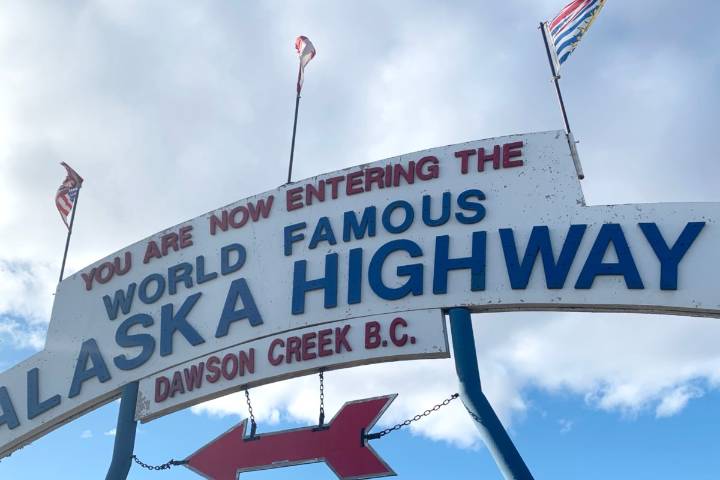 YOU ARE NOW ENTERING THE
WORLD FAMOUS
ALASKA HIGHWAY
DAWSON CREEK B.C.